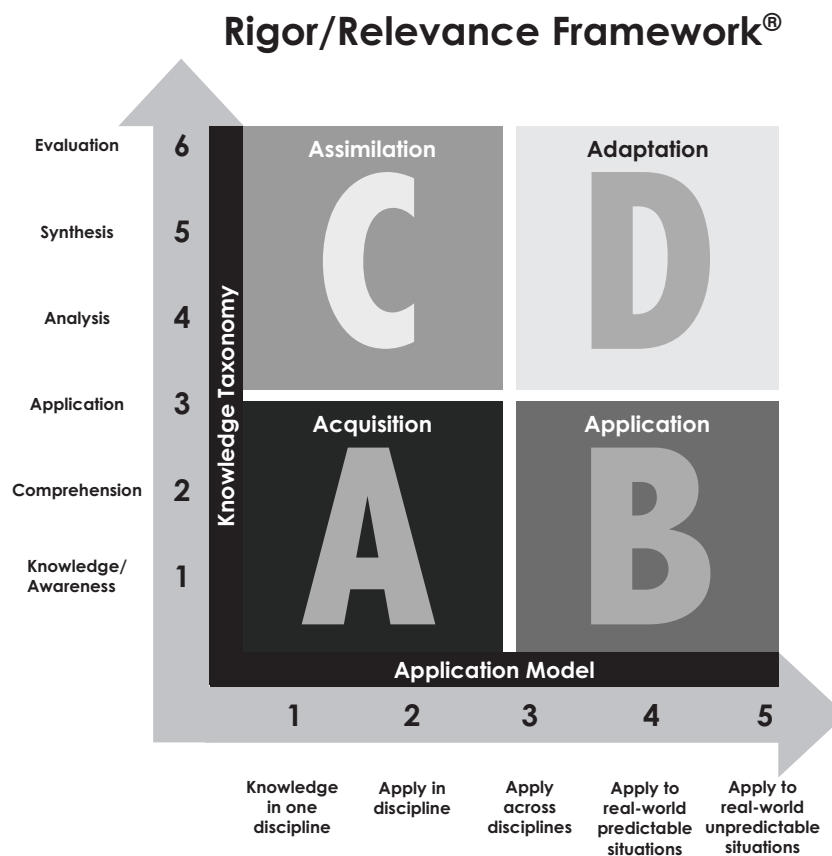 Rigor/Relevance Framework®
Evaluation 6
Synthesis 5
Analysis 4
Application 3
Comprehension 2
Knowledge/
Awareness 1
Knowledge Taxonomy
Assimilation
C
Adaptation
D
Acquisition
A
Application
B
Application Model
1 2 3 4 5
Knowledge
in one
discipline
Apply in
discipline
Apply
across
disciplines
Apply to
real-world
predictable
situations
Apply to
real-world
unpredictable
situations